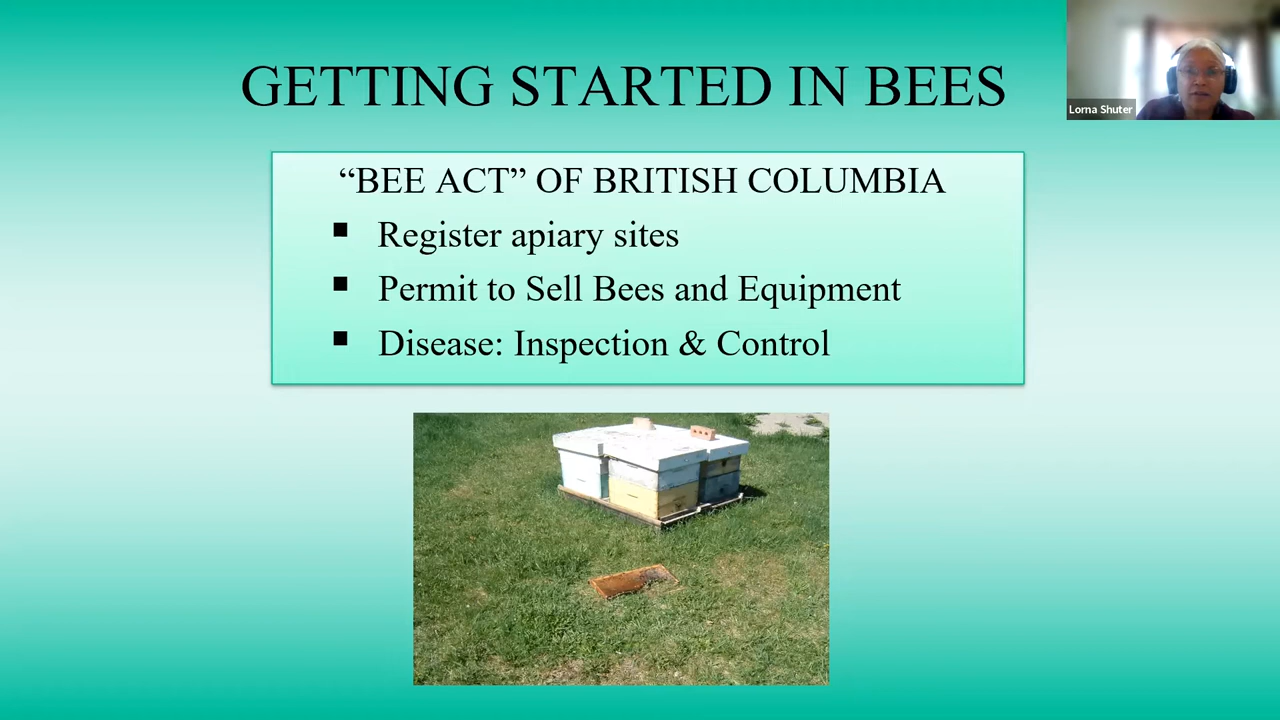 GETTING STARTED IN BEES
Lorna Shuter
“BEE ACT” OF BRITISH COLUMBIA
▪ Register apiary sites
▪ Permit to Sell Bees and Equipment
▪ Disease: Inspection & Control